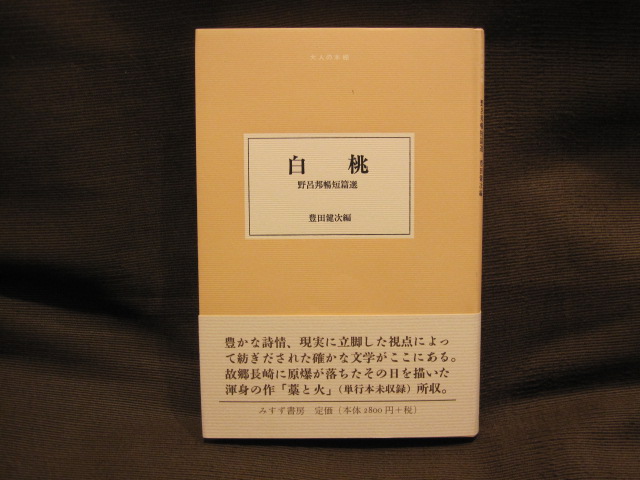 大人の本棚
白 桃
野呂邦暢短篇選
豊田健次編
豊かな詩情、現実に立脚した視点によっ
て紡ぎだされた確かな文学がここにある。
故郷長崎に原爆が落ちたその日を描いた
渾身の作「藁と火」(単行本未収録)所収。
みすず書房 定価(本体2800円+税)